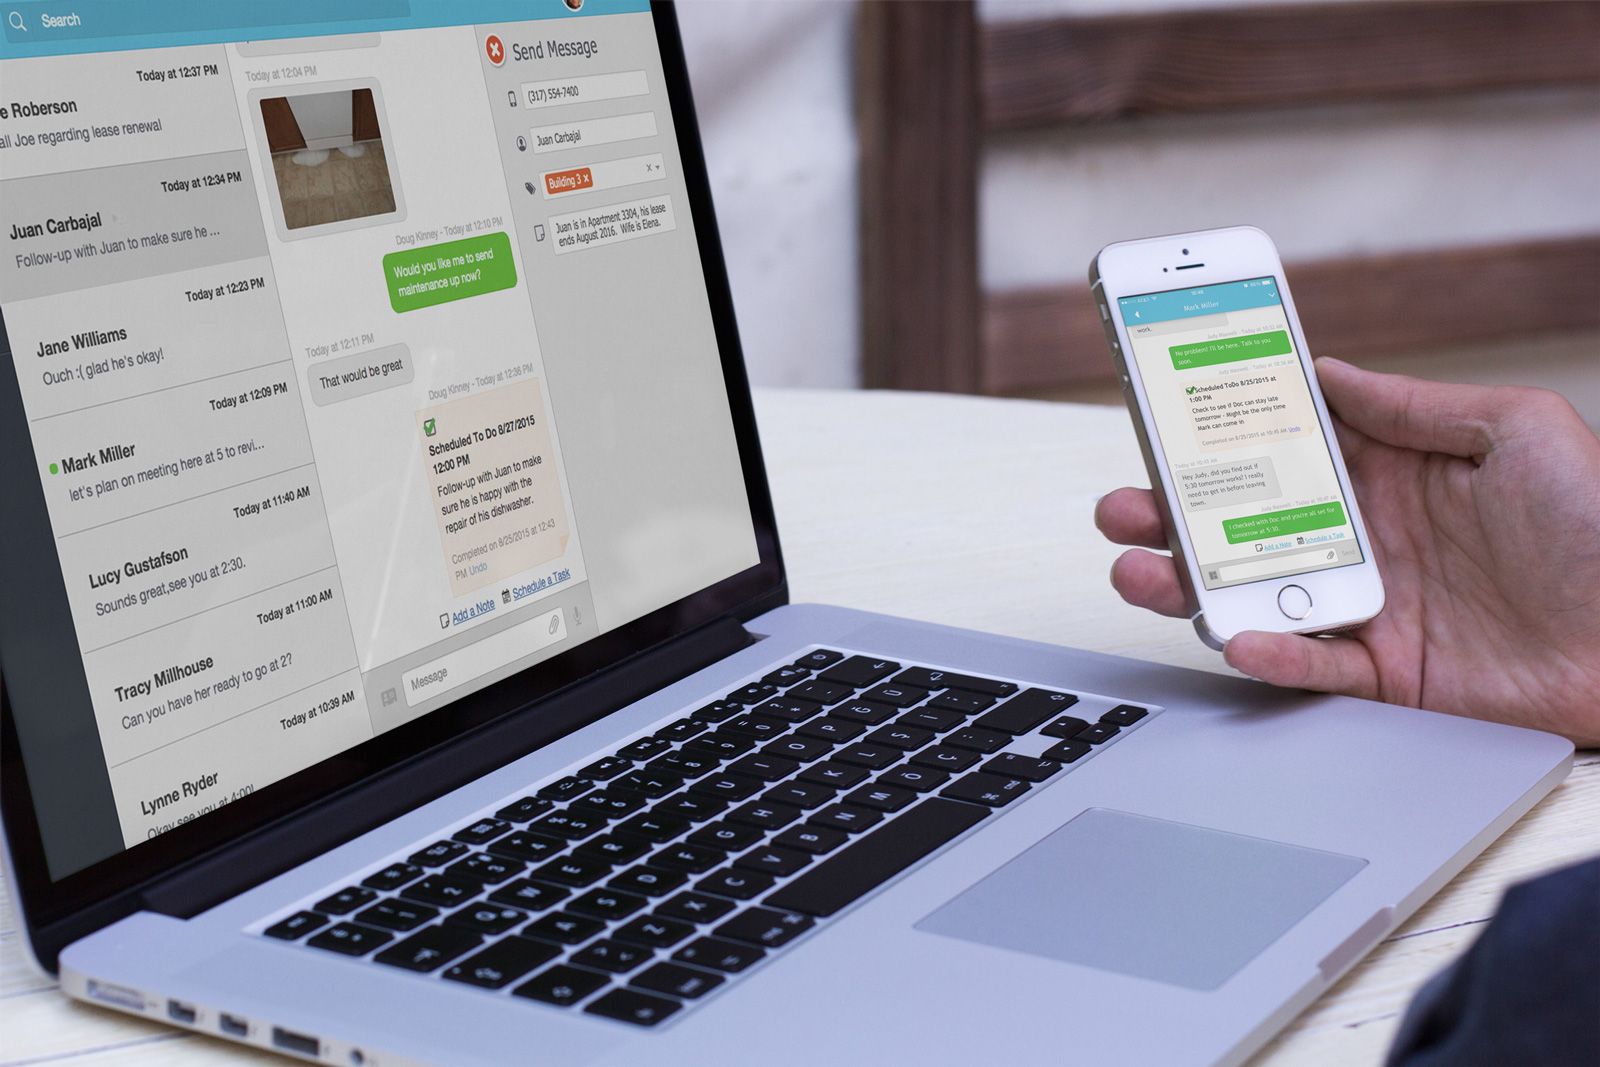 Search
Today at 12:37 PM
e Roberson
all Joe regarding lease renewal
Today at 12:34 PM
Juan Carbajal
Follow-up with Juan to make sure he ...
Today at 12:23 PM
Jane Williams
Ouch :( glad he's okay!
Today at 12:09 PM
Mark Miller
let's plan on meeting here at 5 to revi...
Today at 11:40 AM
Lucy Gustafson
Sounds great,see you at 2:30.
Today at 11:00 AM
Tracy Millhouse
Can you have her ready to go at 2?
Today at 10:39 AM
Lynne Ryder
Okay see you at 4:00!
Today at 12:04 PM
Doug Kinney - Today at 12:10 PM
Would you like me to send
maintenance up now?
Today at 12:11 PM
That would be great
Doug Kinney - Today at 12:36 PM
Scheduled To Do 8/27/2015
12:00 PM
Follow-up with Juan to make
sure he is happy with the
repair of his dishwasher.
Completed on 8/25/2015 at 12:43
PM Undo
Add a Note Schedule a Task
Message
Send Message
(317) 554-7400
Juan Carbajal
Building 3 x
Juan is in Apartment 3304, his lease
ends August 2016. Wife is Elena.
Mark Miller
work.
Judy Maxwell - Today at 10:32 AM
No problem! I'll be here. Talk to you
soon.
Scheduled ToDo 8/25/2015 at
1:00 PM
Check to see if Doc can stay late
tomorrow - Might be the only time
Mark can come in
Completed on 8/25/2015 at 10:45 AM Undo
Today at 10:45 AM
Hey Judy, did you find out if
5:30 tomorrow works! I really
need to get in before leaving
town.
Judy Maxwell - Today at 10:47 AM
I checked with Doc and you're all set for
tomorrow at 5:30.
Add a Note Schedule a Task
Send